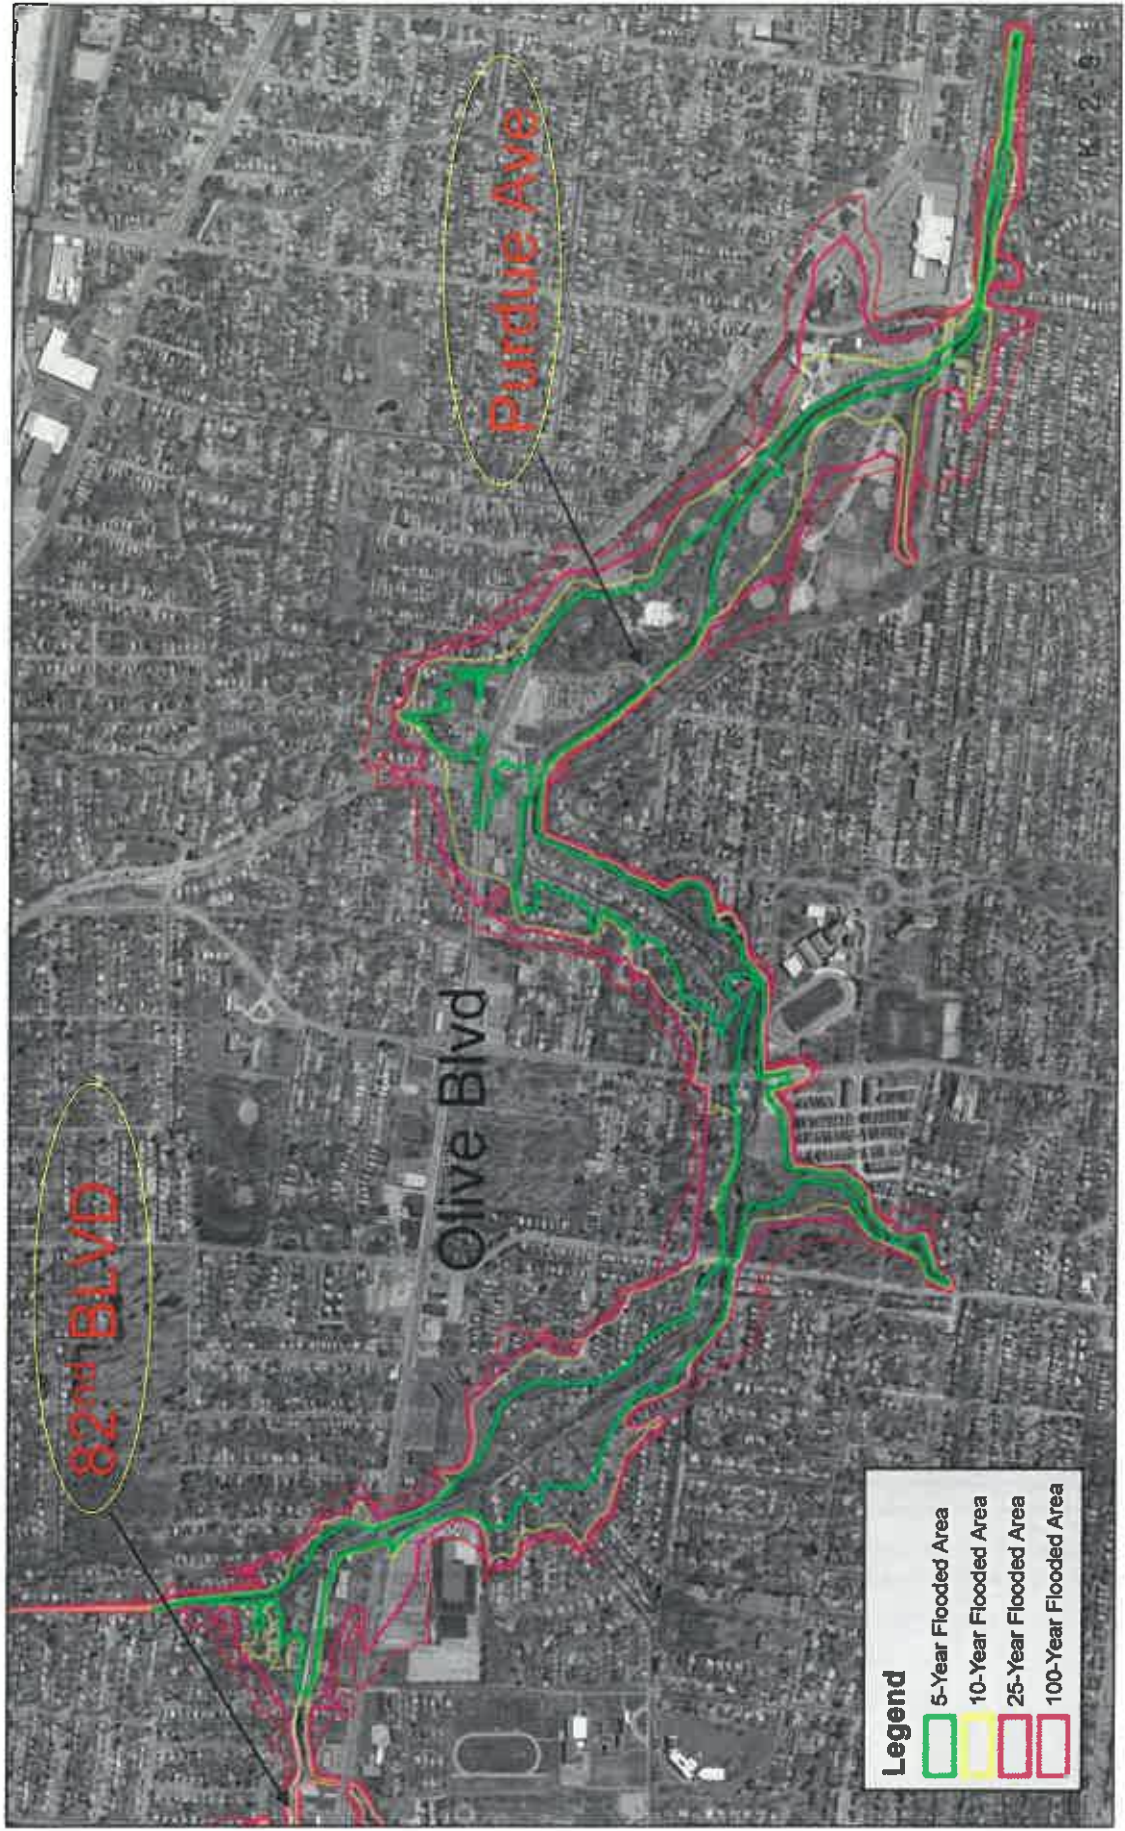 82nd BLVD
Purdue Ave
Olive Blvd
Legend
5-Year Flooded Area
10-Year Flooded Area
25-Year Flooded Area
100-Year Flooded Area